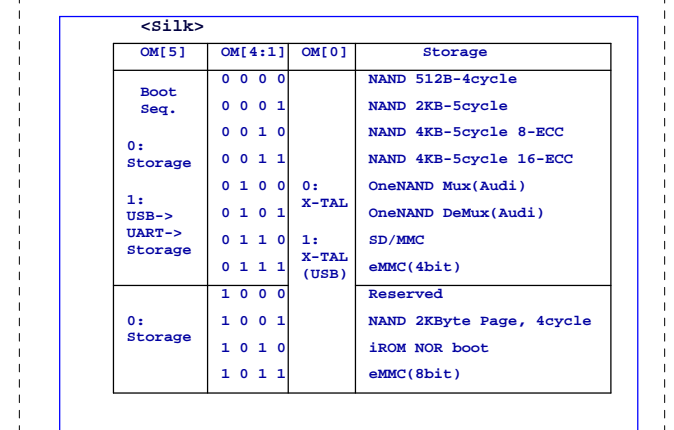 <Silk>
OM[5] OM[4:1] OM[0] Storage
0 0 0 0 NAND 512B-4cycle
Boot
Seq. 0 0 0 1 NAND 2KB-5cycle
0 0 1 0 NAND 4KB-5cycle 8-ECC
0:
Storage 0 0 1 1 NAND 4KB-5cycle 16-ECC
0 1 0 0 0: OneNAND Mux(Audi)
1: X-TAL
USB-> 0 1 0 1 OneNAND DeMux(Audi)
UART-> 0 1 1 0 1: SD/MMC
Storage X-TAL
0 1 1 1 (USB) eMMC(4bit)
1 0 0 0 Reserved
0: 1 0 0 1 NAND 2KByte Page, 4cycle
Storage
1 0 1 0 iROM NOR boot
1 0 1 1 eMMC(8bit)